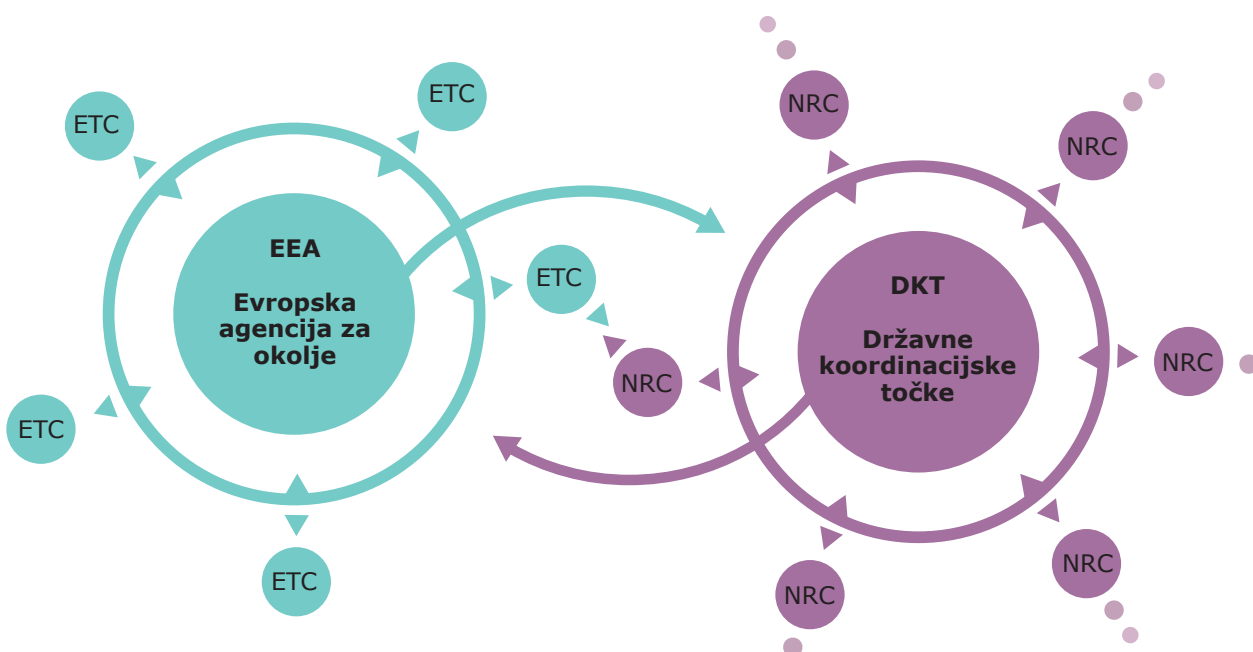 ETC
ETC
EEA
Evropska
agencija za
okolje
ETC
ETC
ETC
NRC
NRC
DKT
Državne
koordinacijske
točke
NRC
NRC
NRC
NRC